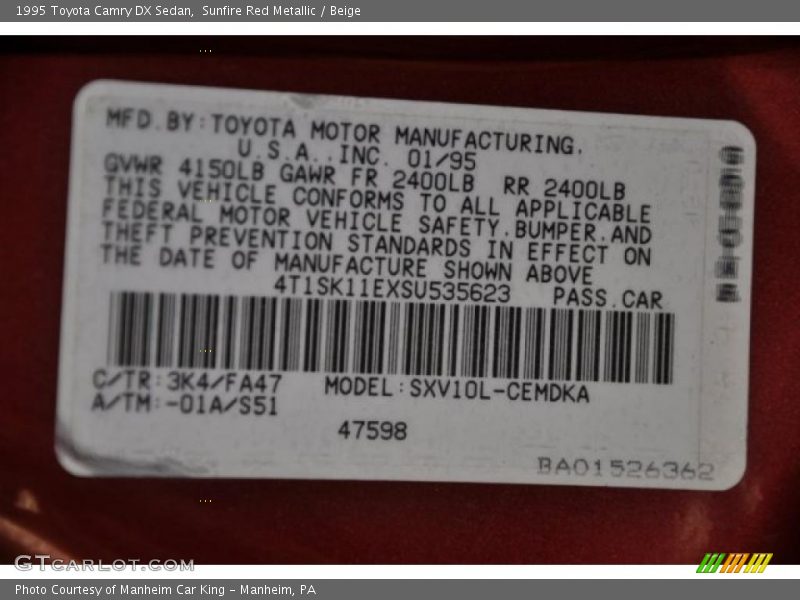 1995 Toyota Camry DX Sedan, Sunfire Red Metallic / Beige
MFD.BY:TOYOTA MOTOR MANUFACTURING,
U.S.A.,INC. 01/95
GVWR 4150LB GAWR FR 2400LB RR 2400LB
THIS VEHICLE CONFORMS TO ALL APPLICABLE
FEDERAL MOTOR VEHICLE SAFETY,BUMPER,AND
THEFT PREVENTION STANDARDS IN EFFECT ON
THE DATE OF MANUFACTURE SHOWN ABOVE
4T1SK11EXSU535623 PASS.CAR
C/TR:3K4/FA47 MODEL:SXV10L-CEMDKA
A/TM:-01A/S51
47598
BA01526362
GTCARLOT.COM
Photo Courtesy of Manheim Car King - Manheim, PA